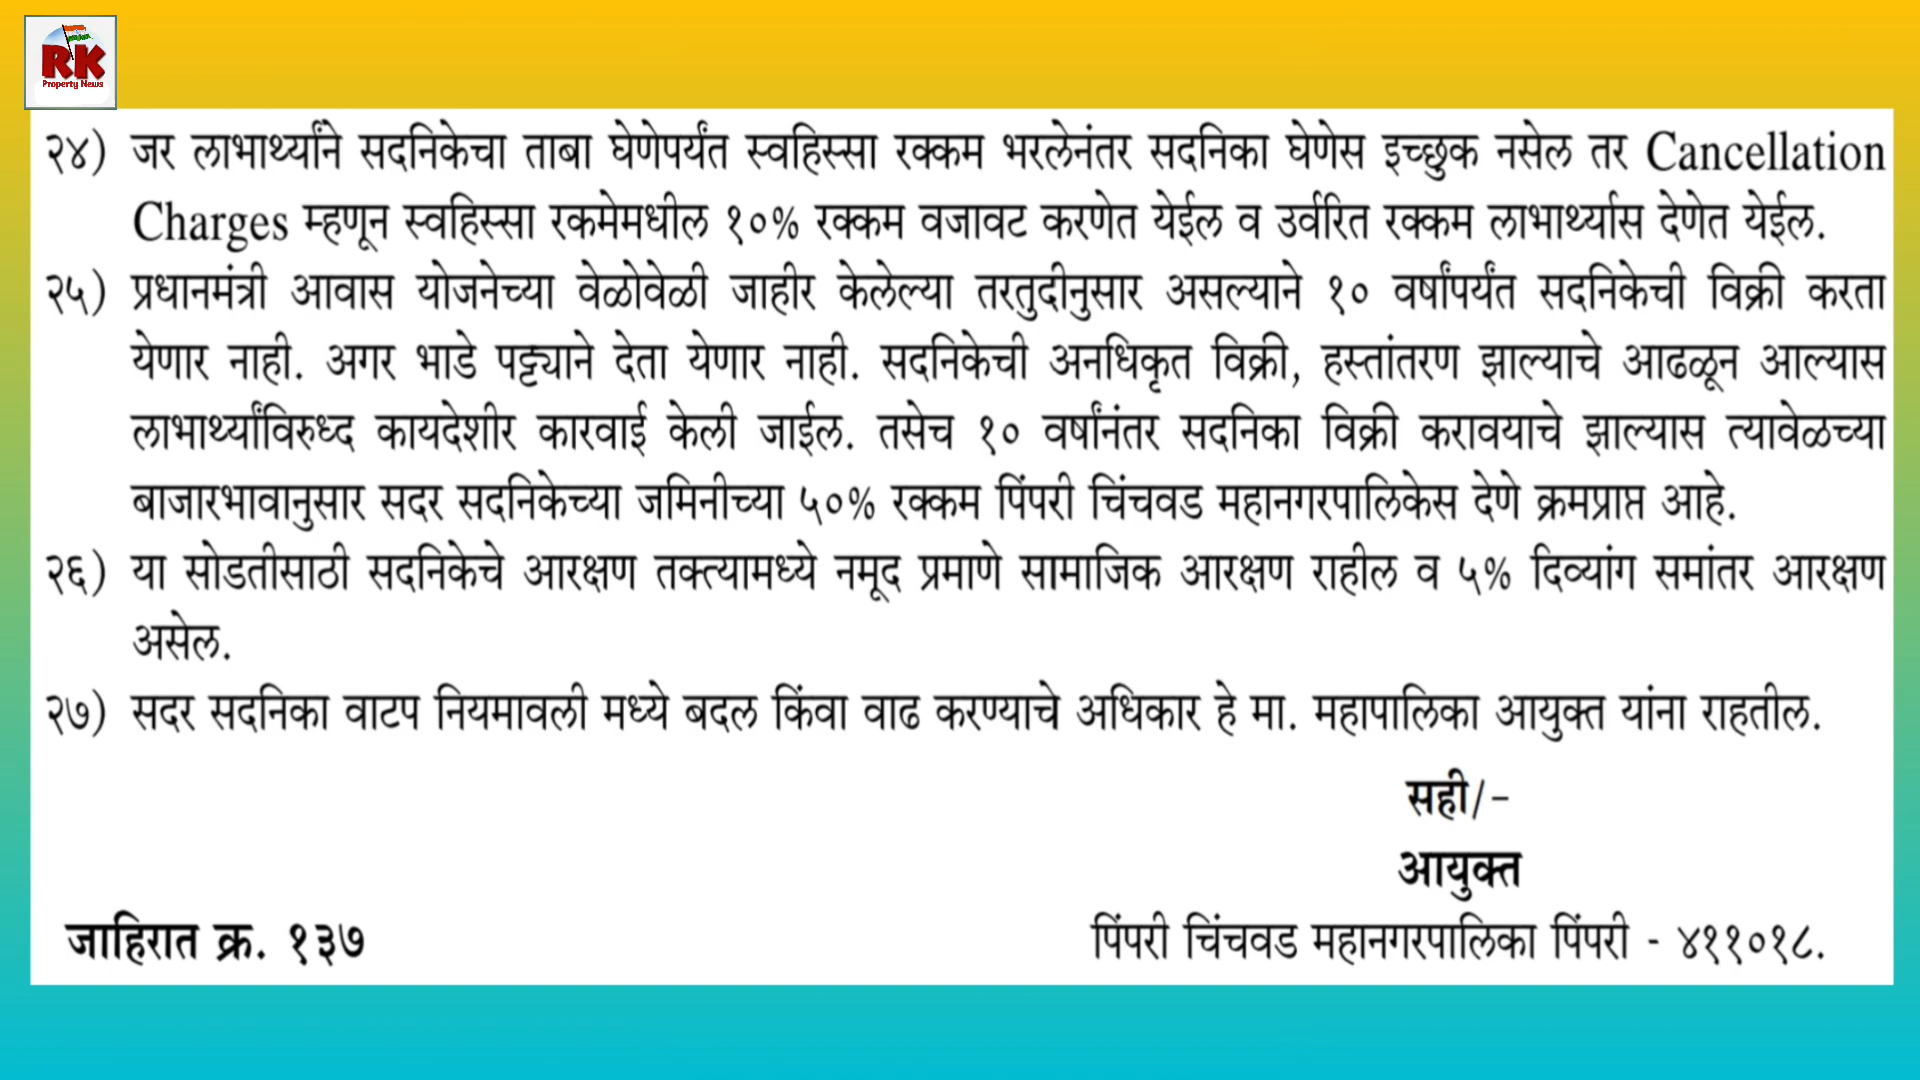 RK
Property News
२४) जर लाभार्थ्यांने सदनिकेचा ताबा घेणेपर्यंत स्वहिस्सा रक्कम भरलेनंतर सदनिका घेणेस इच्छुक नसेल तर Cancellation
Charges म्हणून स्वहिस्सा रकमेमधील १०% रक्कम वजावट करणेत येईल व उर्वरित रक्कम लाभार्थ्यास देणेत येईल.
२५) प्रधानमंत्री आवास योजनेच्या वेळोवेळी जाहीर केलेल्या तरतुदीनुसार असल्याने १० वर्षांपर्यंत सदनिकेची विक्री करता
येणार नाही. अगर भाडे पट्ट्याने देता येणार नाही. सदनिकेची अनधिकृत विक्री, हस्तांतरण झाल्याचे आढळून आल्यास
लाभार्थ्यांविरुध्द कायदेशीर कारवाई केली जाईल. तसेच १० वर्षांनंतर सदनिका विक्री करावयाचे झाल्यास त्यावेळच्या
बाजारभावानुसार सदर सदनिकेच्या जमिनीच्या ५०% रक्कम पिंपरी चिंचवड महानगरपालिकेस देणे क्रमप्राप्त आहे.
२६) या सोडतीसाठी सदनिकेचे आरक्षण तक्त्यामध्ये नमूद प्रमाणे सामाजिक आरक्षण राहील व ५% दिव्यांग समांतर आरक्षण
असेल.
२७) सदर सदनिका वाटप नियमावली मध्ये बदल किंवा वाढ करण्याचे अधिकार हे मा. महापालिका आयुक्त यांना राहतील.
सही/-
आयुक्त
जाहिरात क्र. १३७ पिंपरी चिंचवड महानगरपालिका पिंपरी - ४११०१८.